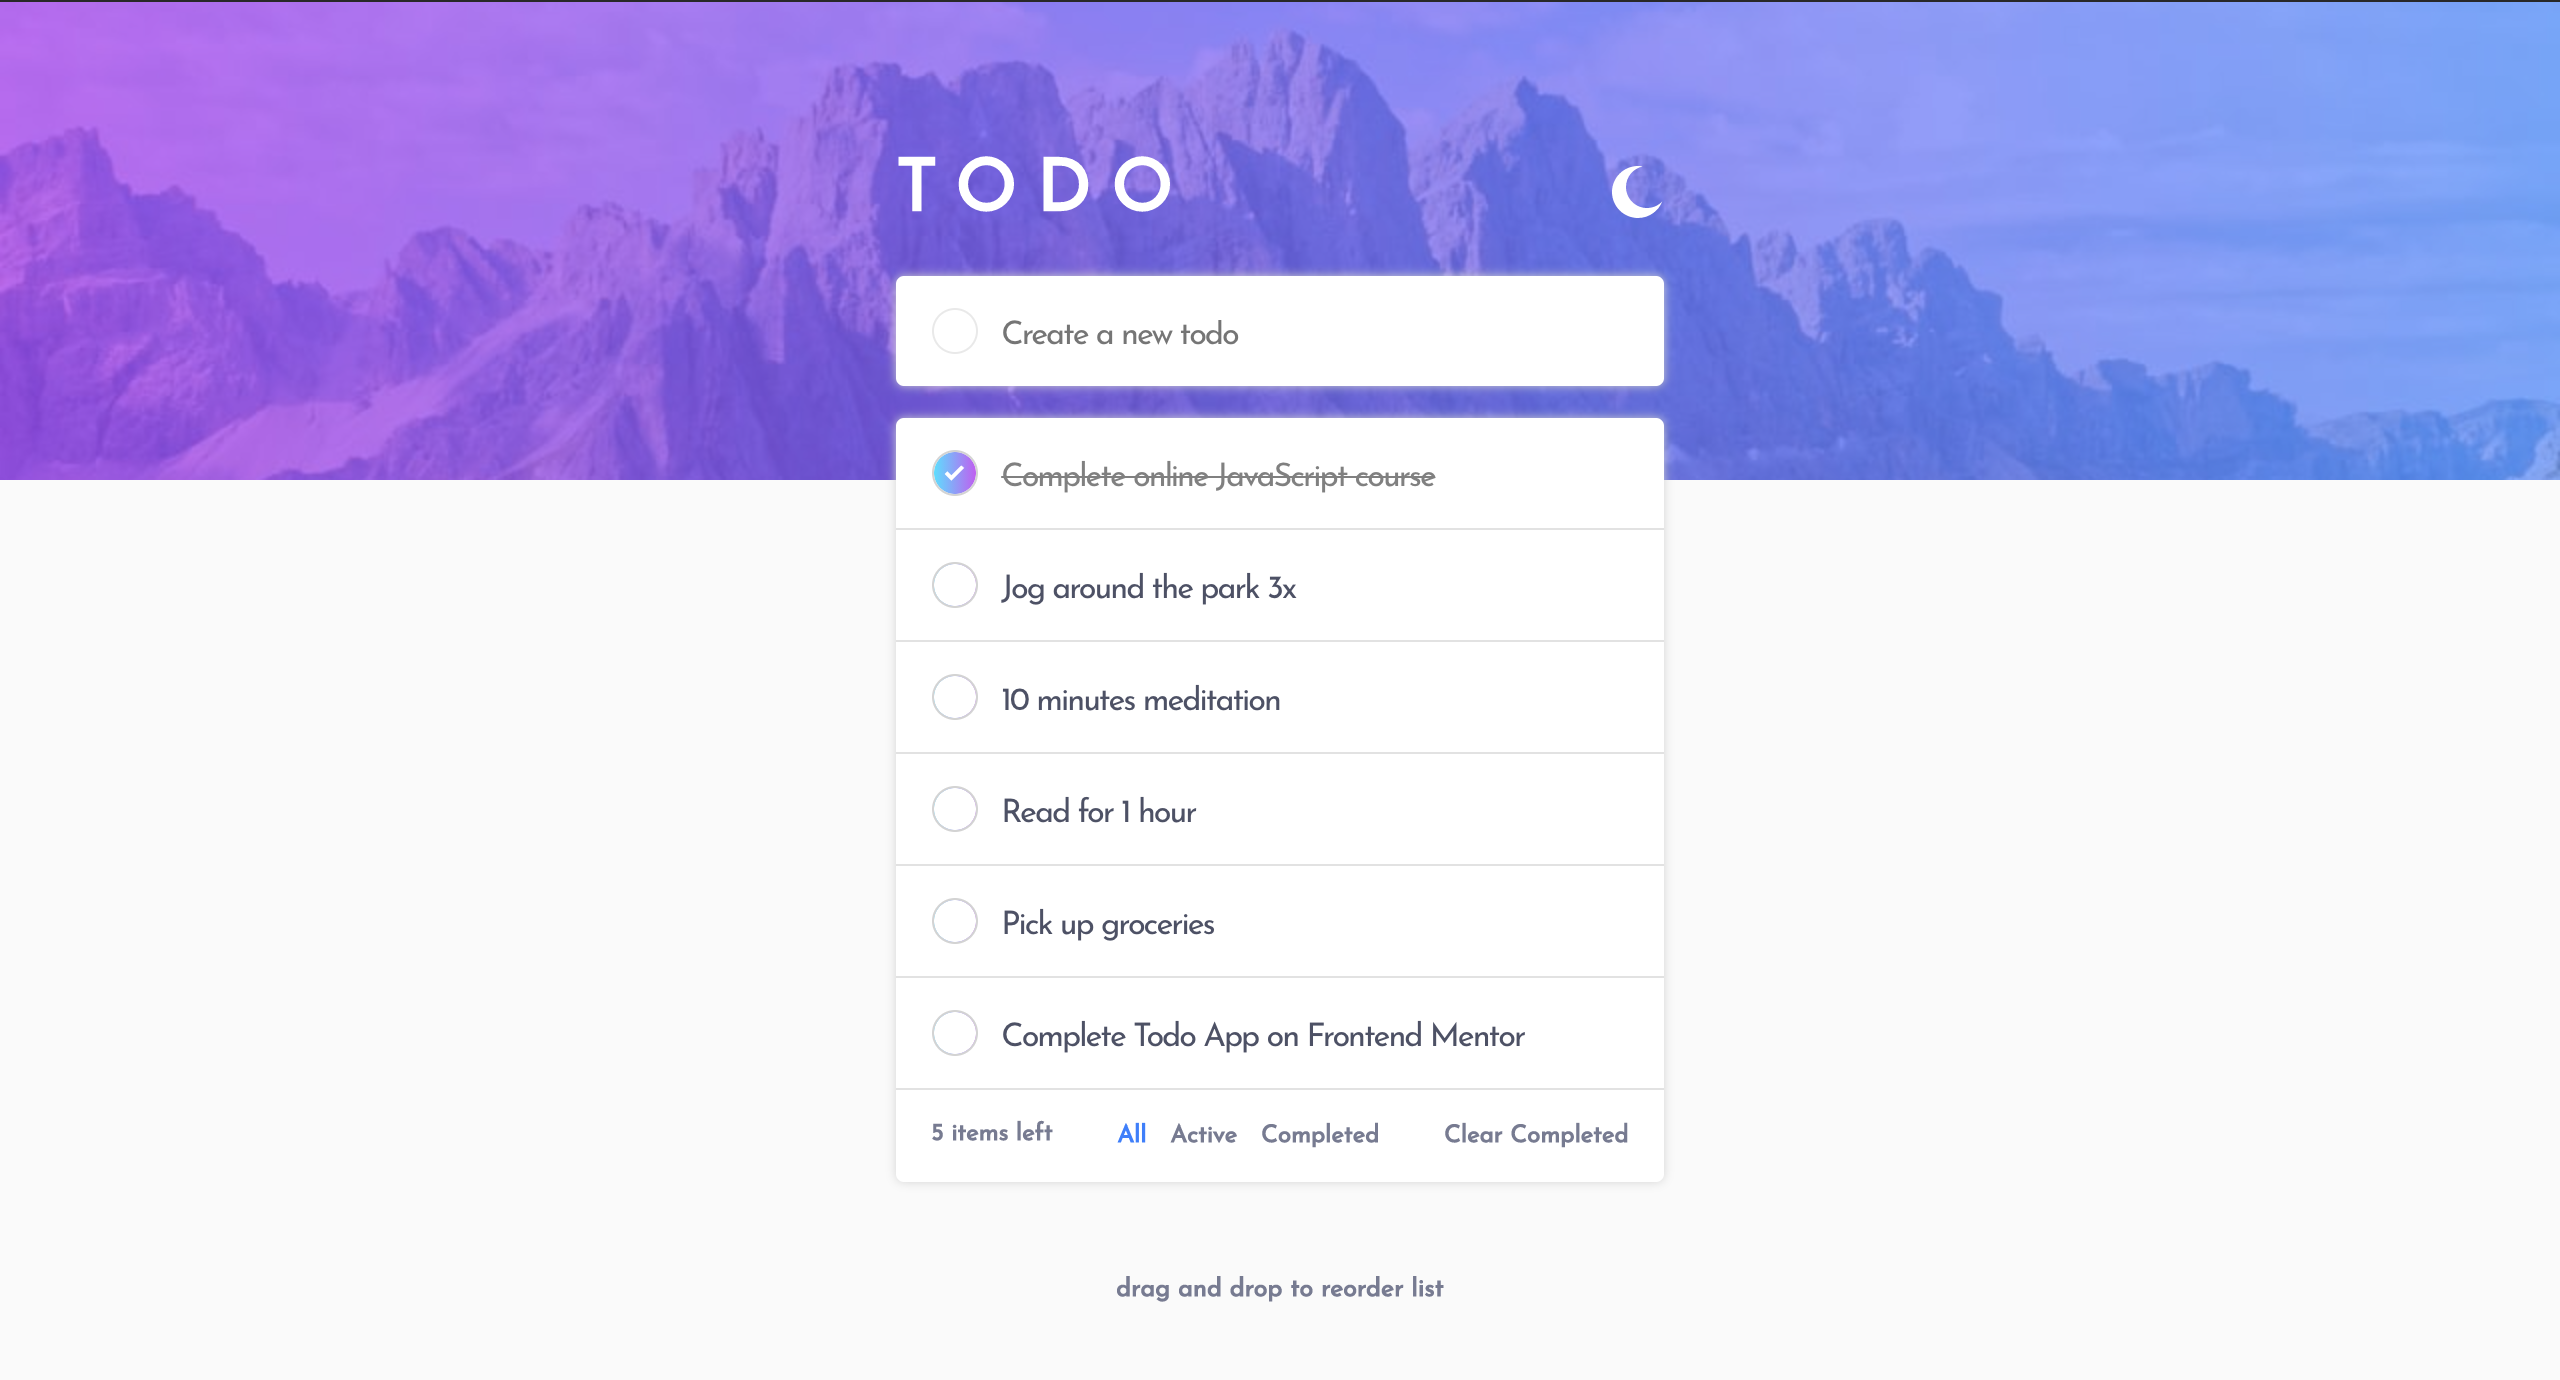 TODO
Create a new todo
Complete online JavaScript course
Jog around the park 3x
10 minutes meditation
Read for 1 hour
Pick up groceries
Complete Todo App on Frontend Mentor
5 items left All Active Completed Clear Completed
drag and drop to reorder list